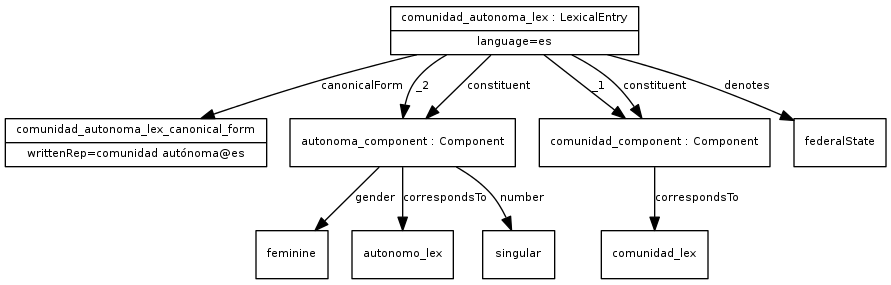 comunidad_autonoma_lex : LexicalEntry
language=es
canonicalForm
_2
constituent
_1
constituent
denotes
comunidad_autonoma_lex_canonical_form
writtenRep=comunidad autónoma@es
autonoma_component : Component
comunidad_component : Component
federalState
gender
correspondsTo
number
correspondsTo
feminine
autonomo_lex
singular
comunidad_lex